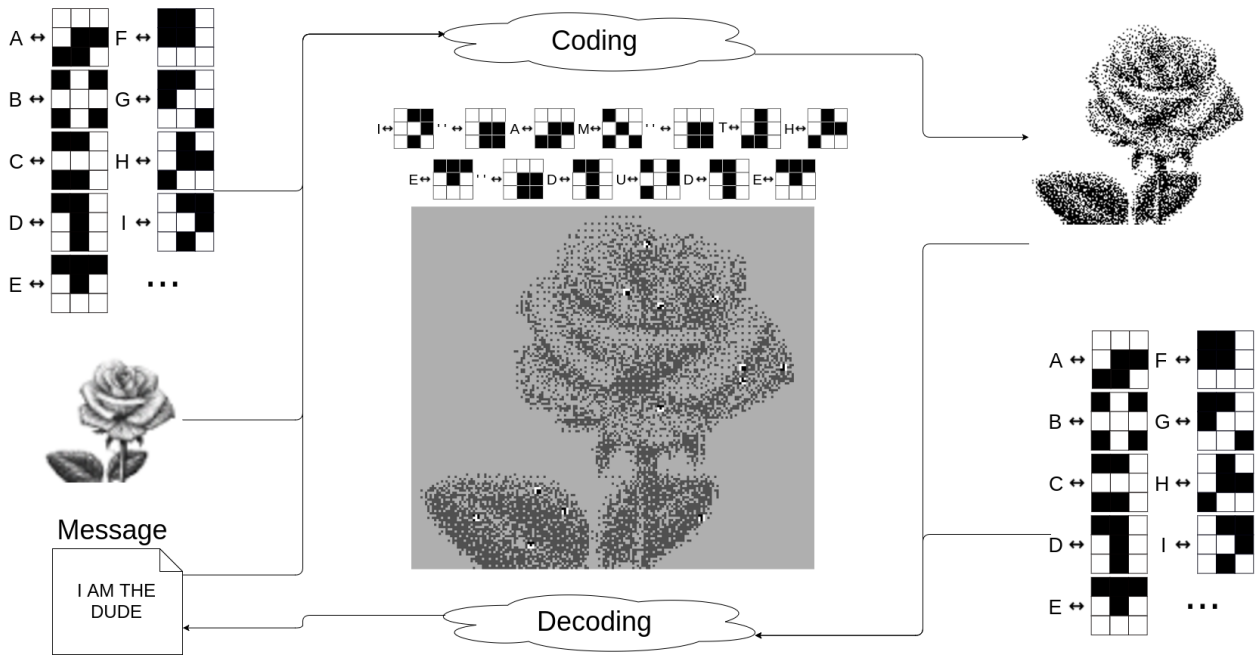 A ↔ F ↔
B ↔ G ↔
C ↔ H ↔
D ↔ I ↔
E ↔ ...
Coding
I↔ ' '↔ A↔ M↔ ' '↔ T↔ H↔
E↔ ' '↔ D↔ U↔ D↔ E↔
Message
I AM THE
DUDE
Decoding
A ↔ F ↔
B ↔ G ↔
C ↔ H ↔
D ↔ I ↔
E ↔ ...